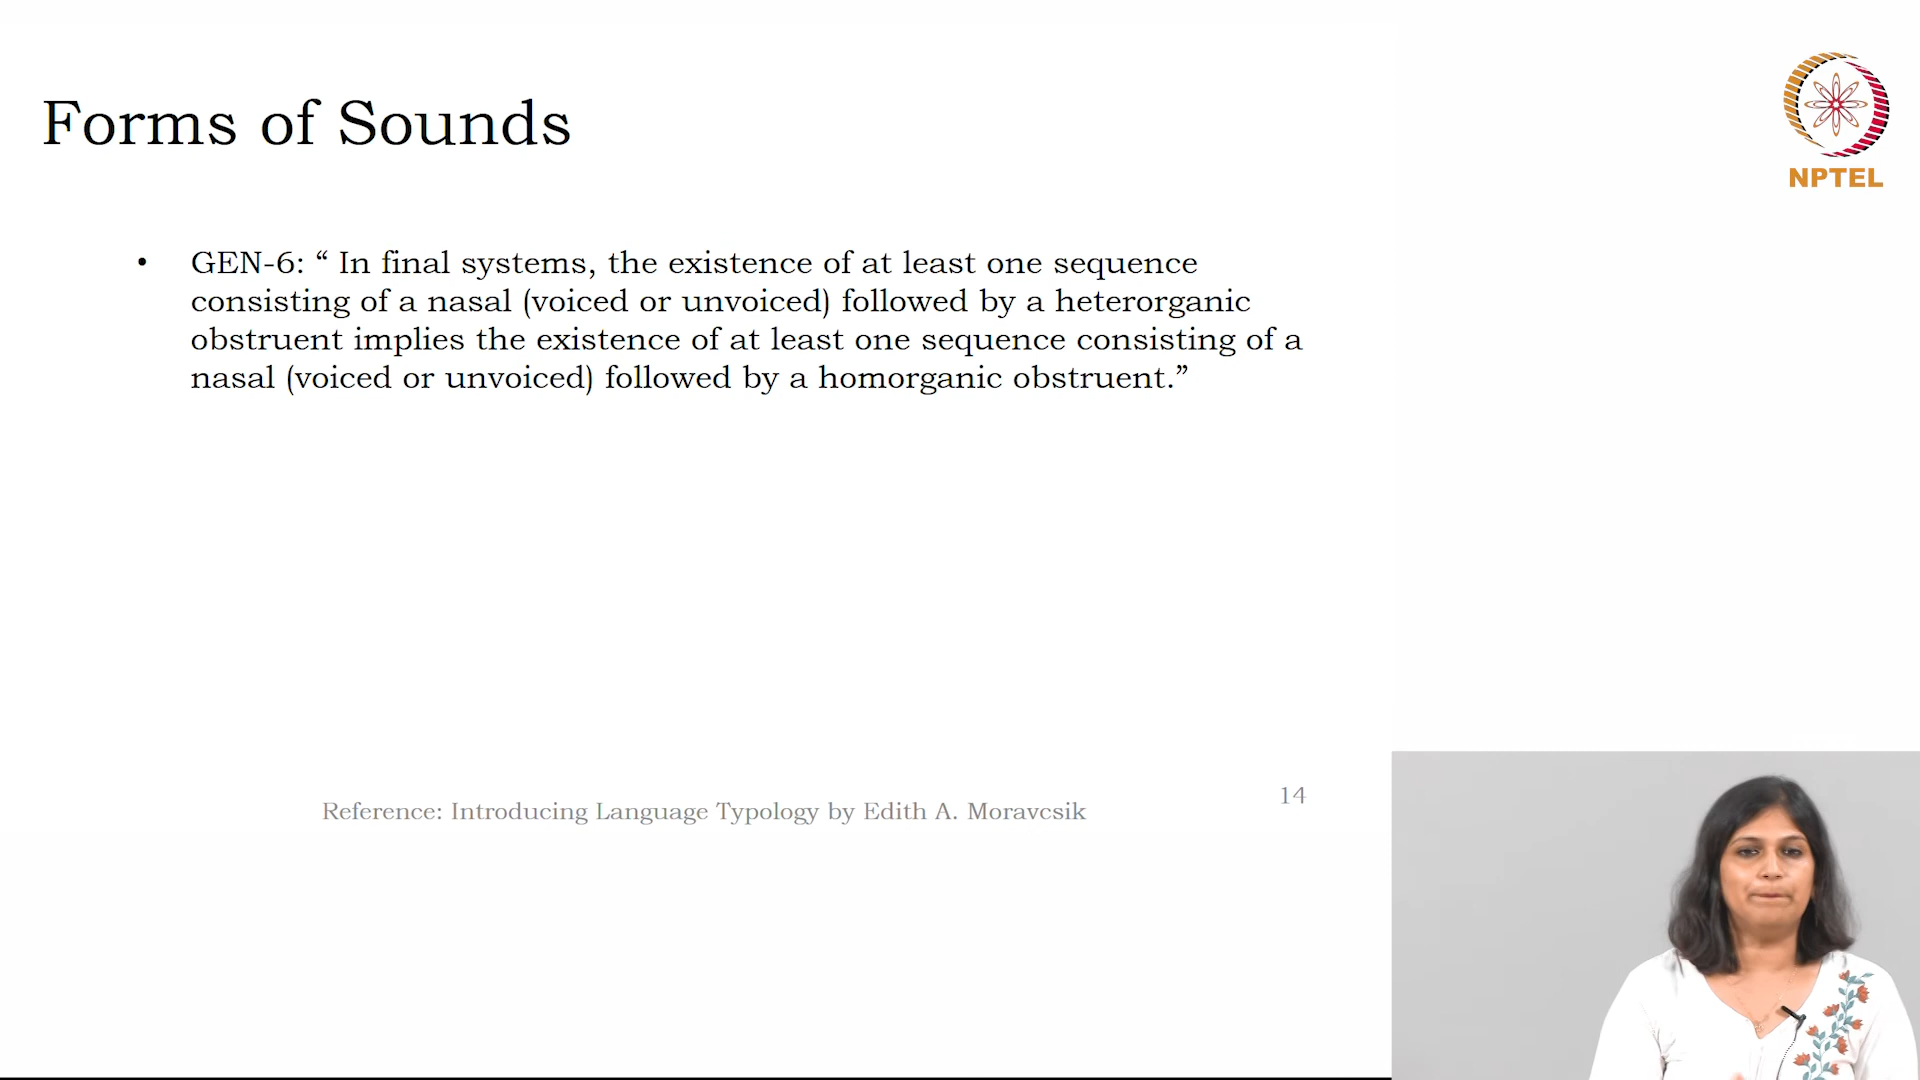 Forms of Sounds
NPTEL
• GEN-6: “ In final systems, the existence of at least one sequence
consisting of a nasal (voiced or unvoiced) followed by a heterorganic
obstruent implies the existence of at least one sequence consisting of a
nasal (voiced or unvoiced) followed by a homorganic obstruent.”
14
Reference: Introducing Language Typology by Edith A. Moravcsik